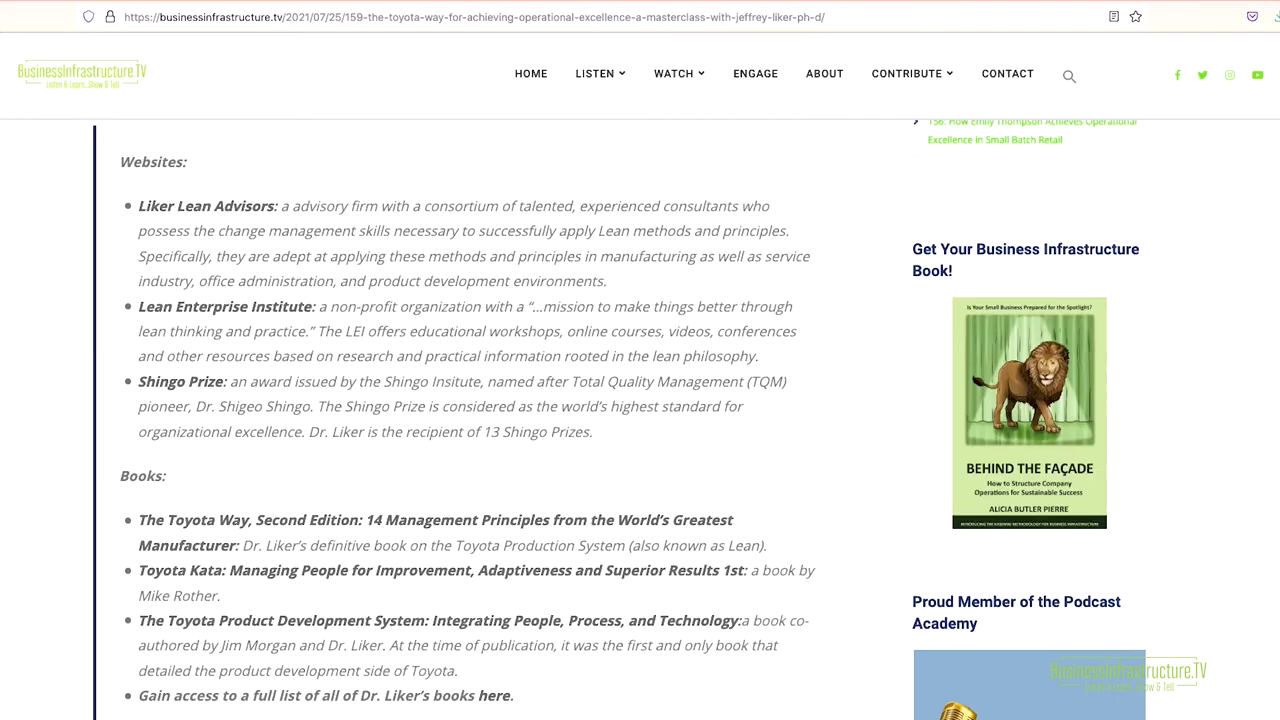 https://businessinfrastructure.tv/2021/07/25/159-the-toyota-way-for-achieving-operational-excellence-a-masterclass-with-jeffrey-liker-ph-d/
BusinessInfrastructure.TV
Listen & Learn, Show & Tell
HOME LISTEN WATCH ENGAGE ABOUT CONTRIBUTE CONTACT
Websites:
Liker Lean Advisors: a advisory firm with a consortium of talented, experienced consultants who
possess the change management skills necessary to successfully apply Lean methods and principles.
Specifically, they are adept at applying these methods and principles in manufacturing as well as service
industry, office administration, and product development environments.
Lean Enterprise Institute: a non-profit organization with a “…mission to make things better through
lean thinking and practice.” The LEI offers educational workshops, online courses, videos, conferences
and other resources based on research and practical information rooted in the lean philosophy.
Shingo Prize: an award issued by the Shingo Insitute, named after Total Quality Management (TQM)
pioneer, Dr. Shigeo Shingo. The Shingo Prize is considered as the world’s highest standard for
organizational excellence. Dr. Liker is the recipient of 13 Shingo Prizes.
Books:
The Toyota Way, Second Edition: 14 Management Principles from the World’s Greatest
Manufacturer: Dr. Liker’s definitive book on the Toyota Production System (also known as Lean).
Toyota Kata: Managing People for Improvement, Adaptiveness and Superior Results 1st: a book by
Mike Rother.
The Toyota Product Development System: Integrating People, Process, and Technology:a book co-
authored by Jim Morgan and Dr. Liker. At the time of publication, it was the first and only book that
detailed the product development side of Toyota.
Gain access to a full list of all of Dr. Liker’s books here.
156: How Emily Thompson Achieves Operational
Excellence in Small Batch Retail
Get Your Business Infrastructure
Book!
Is Your Small Business Prepared for the Spotlight?
BEHIND THE FAÇADE
How to Structure Company
Operations for Sustainable Success
ALICIA BUTLER PIERRE
INTRODUCING THE KASENNU METHODOLOGY FOR BUSINESS INFRASTRUCTURE
Proud Member of the Podcast
Academy
BusinessInfrastructure.TV
Listen & Learn, Show & Tell